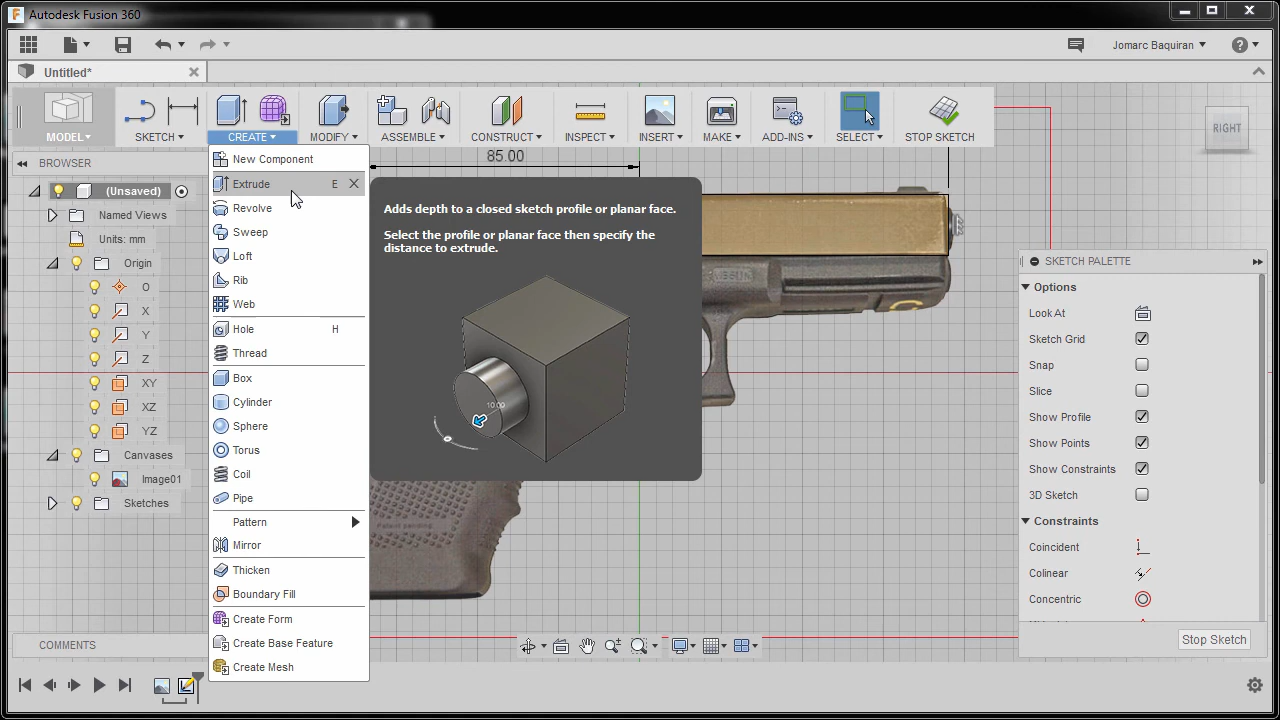 Autodesk Fusion 360
Jomarc Baquiran
Untitled*
MODEL
SKETCH
CREATE
MODIFY
ASSEMBLE
CONSTRUCT
INSPECT
INSERT
MAKE
ADD-INS
SELECT
STOP SKETCH
RIGHT
85.00
BROWSER
(Unsaved)
Named Views
Units: mm
Origin
O
X
Y
Z
XY
XZ
YZ
Canvases
Image01
Sketches
COMMENTS
New Component
Extrude E
Revolve
Sweep
Loft
Rib
Web
Hole H
Thread
Box
Cylinder
Sphere
Torus
Coil
Pipe
Pattern
Mirror
Thicken
Boundary Fill
Create Form
Create Base Feature
Create Mesh
Adds depth to a closed sketch profile or planar face.
Select the profile or planar face then specify the
distance to extrude.
10.00
SKETCH PALETTE
Options
Look At
Sketch Grid
Snap
Slice
Show Profile
Show Points
Show Constraints
3D Sketch
Constraints
Coincident
Colinear
Concentric
Stop Sketch